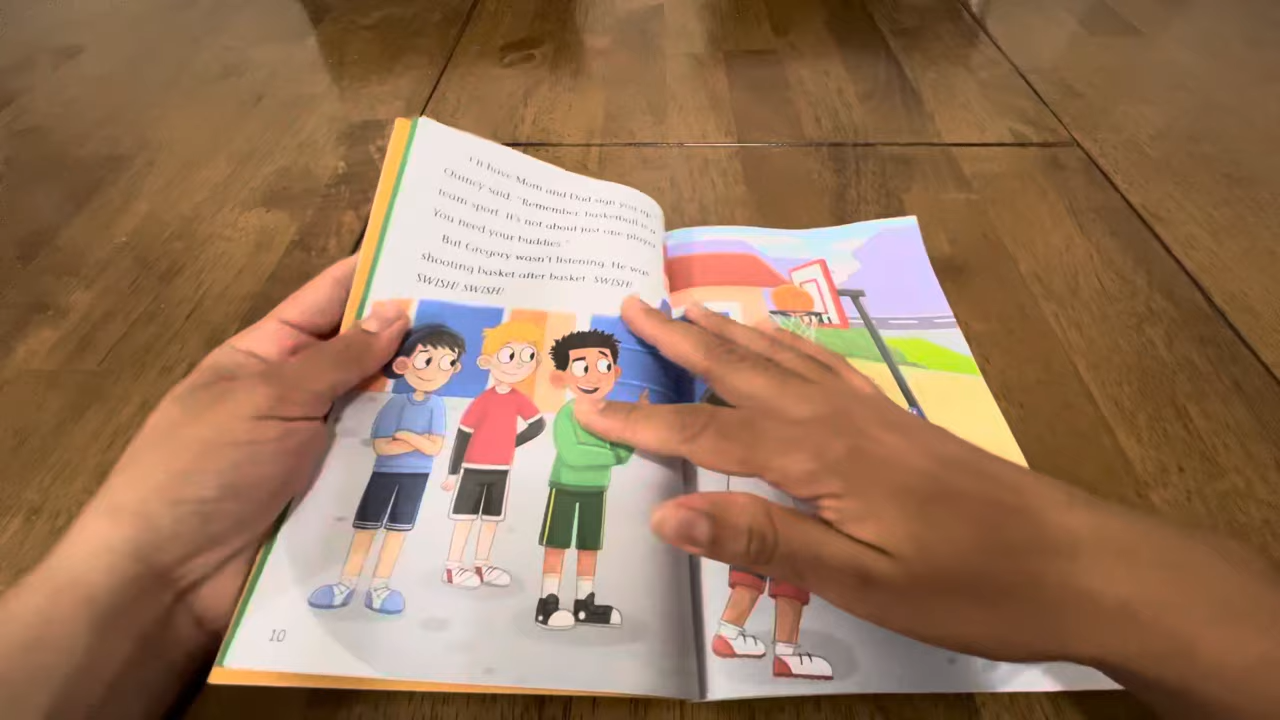 I'll have Mom and Dad sign you up,"
Quincy said. "Remember, basketball is a
team sport. It's not about just one player.
You need your buddies."
But Gregory wasn't listening. He was
shooting basket after basket. SWISH!
SWISH! SWISH!
10